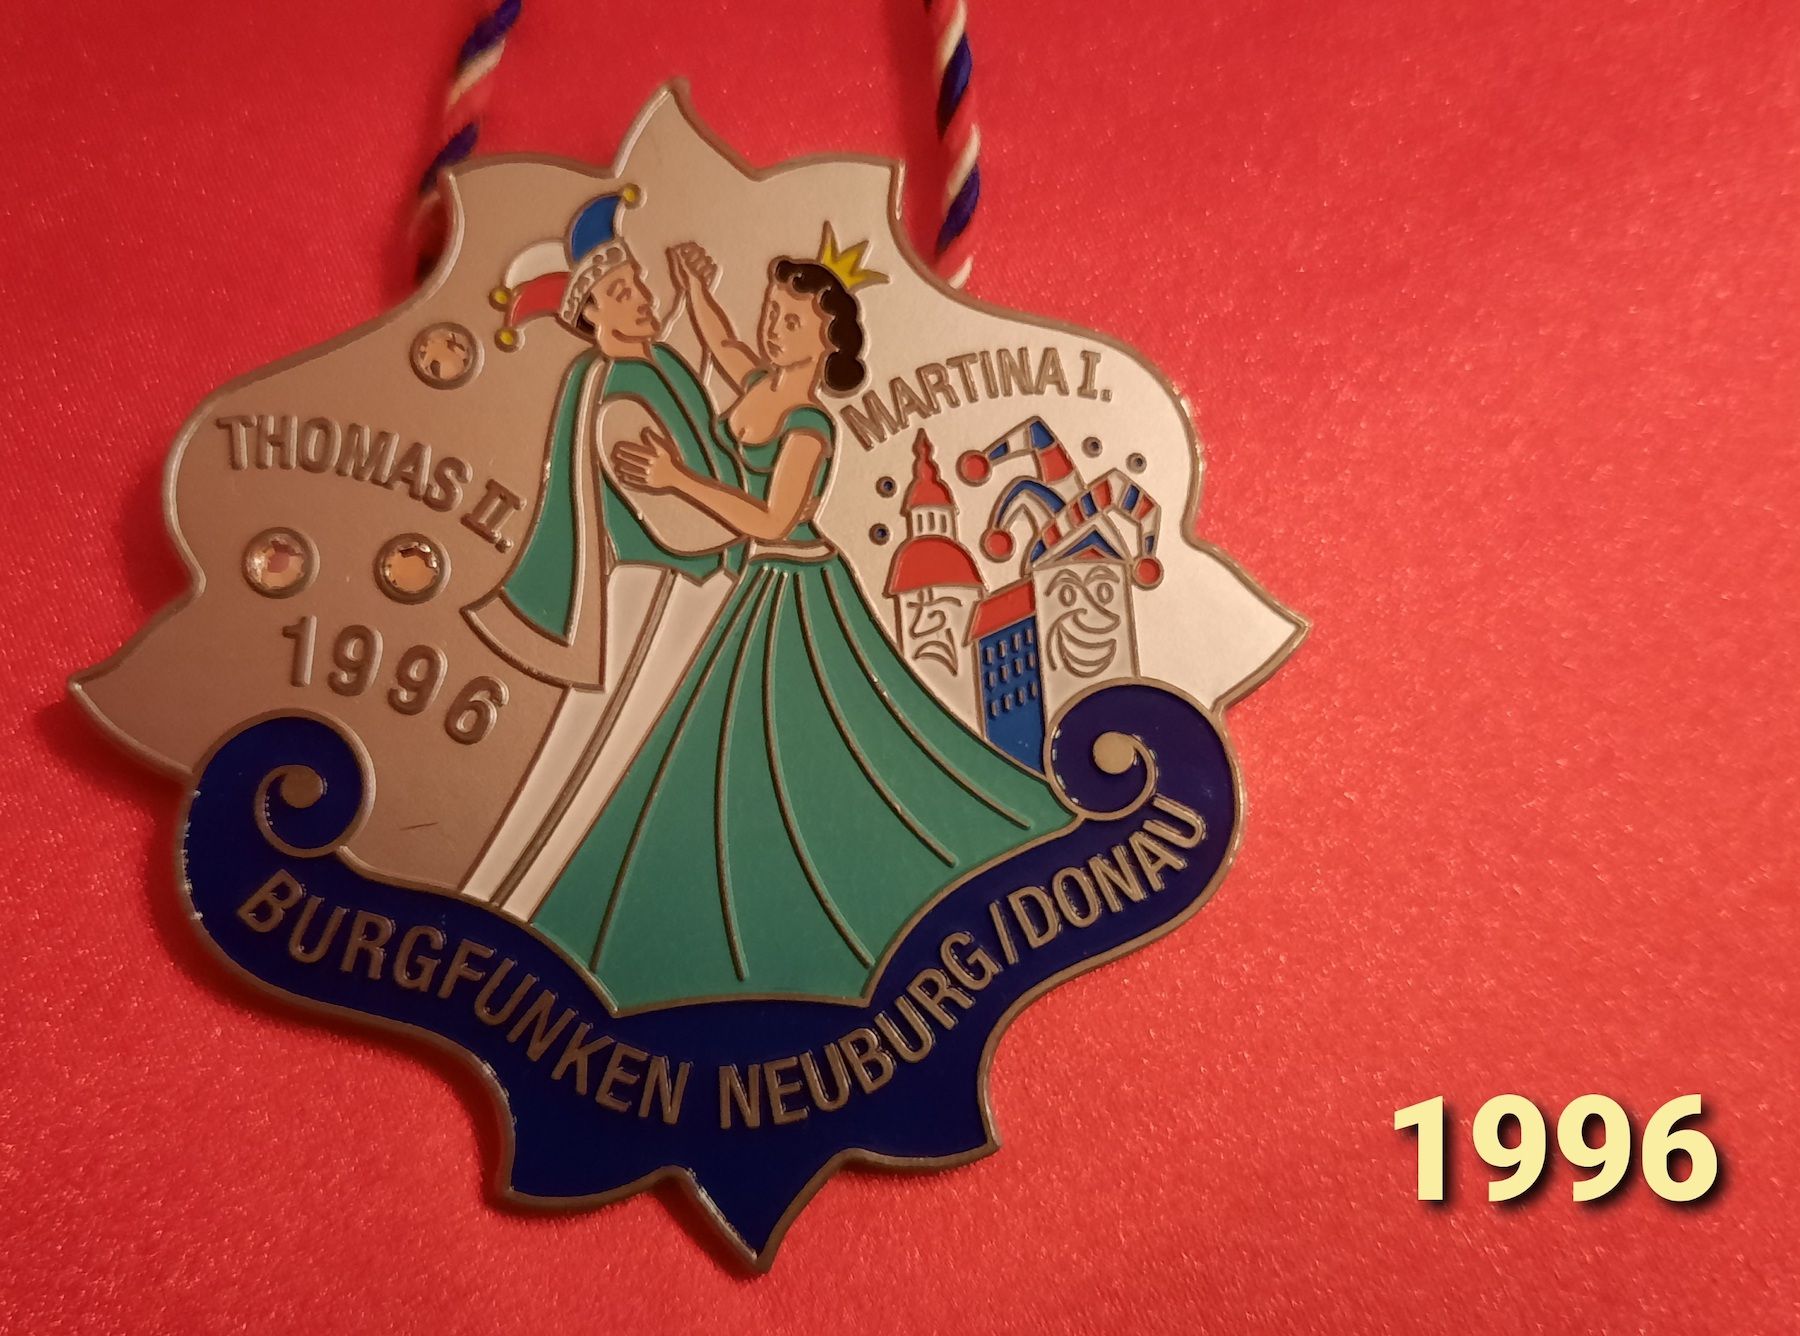 THOMAS II.
MARTINA I.
1996
BURGFUNKEN NEUBURG/DONAU
1996